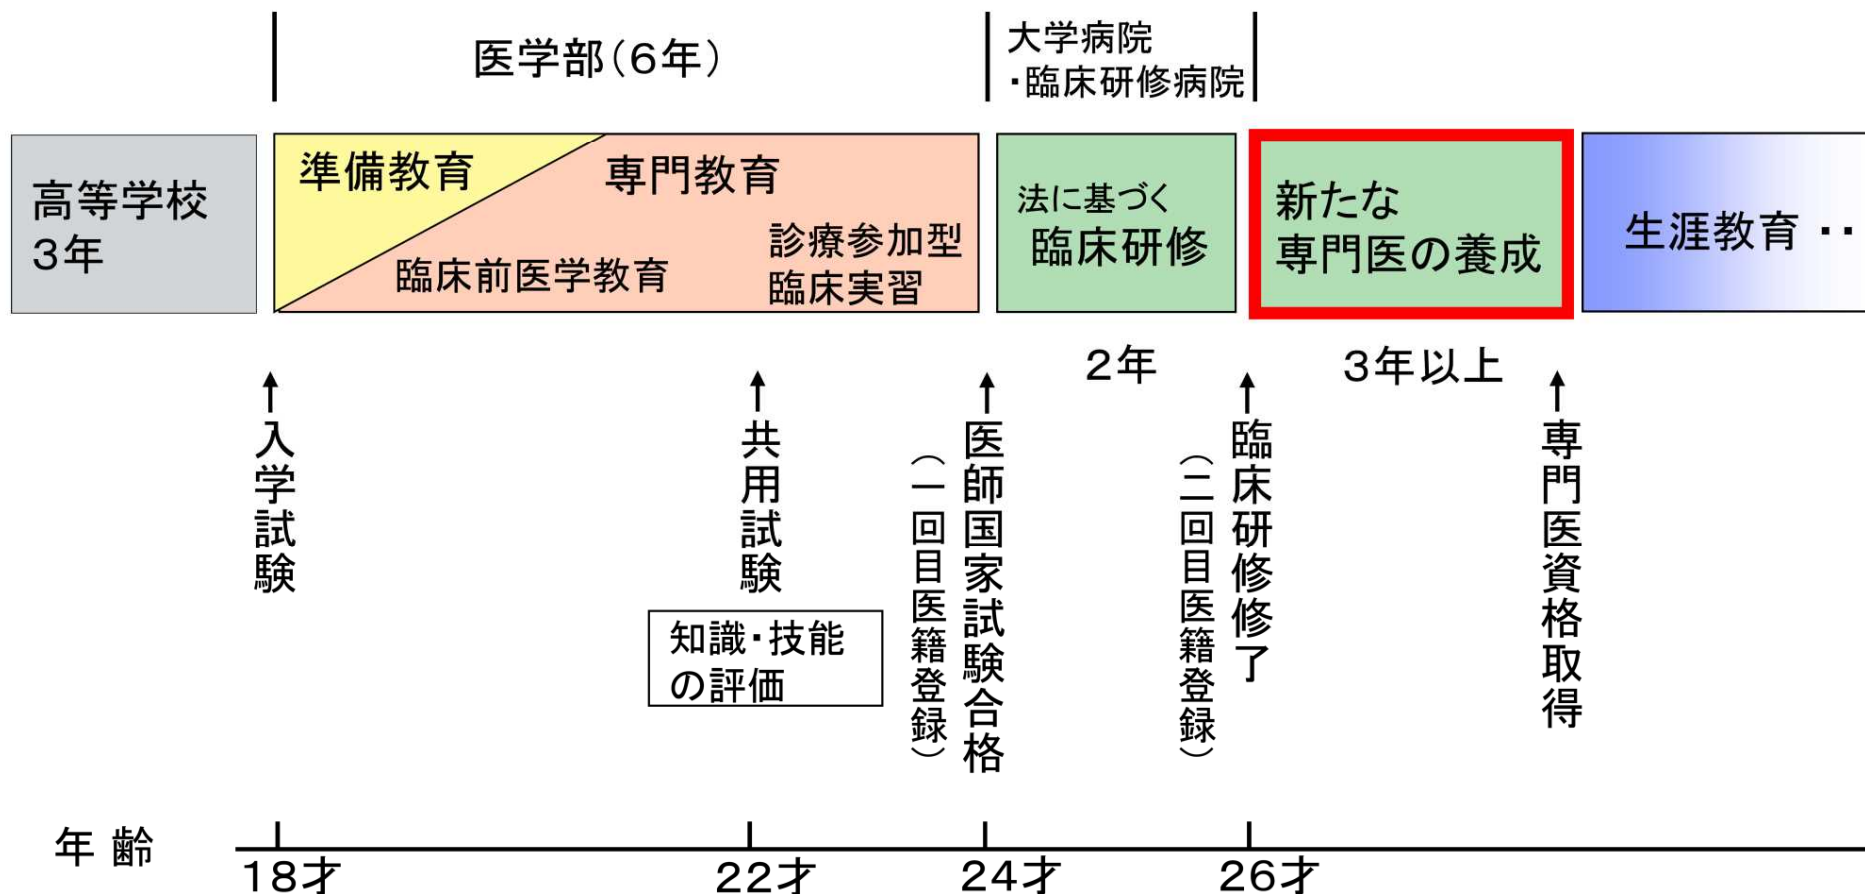 医学部(6年)
大学病院
・臨床研修病院
高等学校
3年
準備教育
専門教育
臨床前医学教育
診療参加型
臨床実習
法に基づく
臨床研修
新たな
専門医の養成
生涯教育 ・・
2年
3年以上
入学試験
共用試験
知識・技能
の評価
医師国家試験合格
(一回目医籍登録)
臨床研修修了
(二回目医籍登録)
専門医資格取得
年 齢
18才
22才
24才
26才